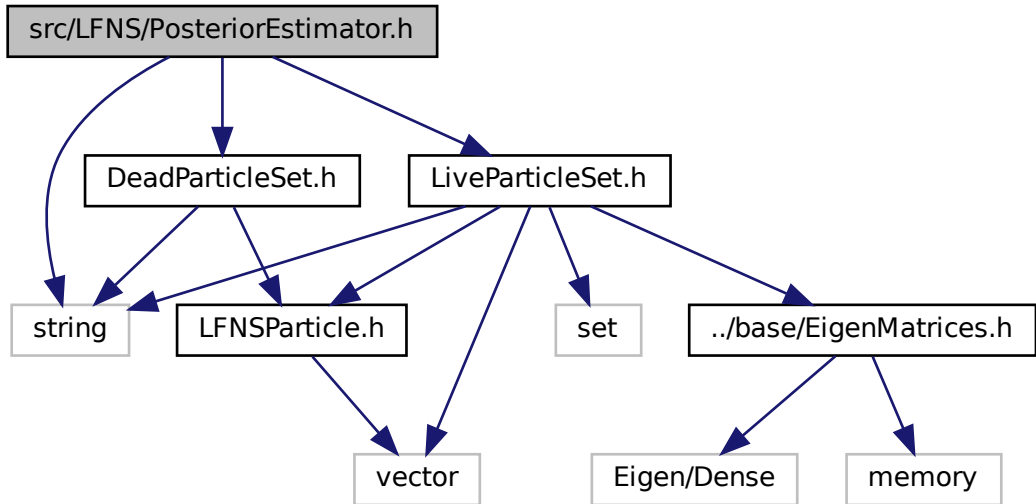 src/LFNS/PosteriorEstimator.h
DeadParticleSet.h
LiveParticleSet.h
string
LFNSParticle.h
set
../base/EigenMatrices.h
vector
Eigen/Dense
memory